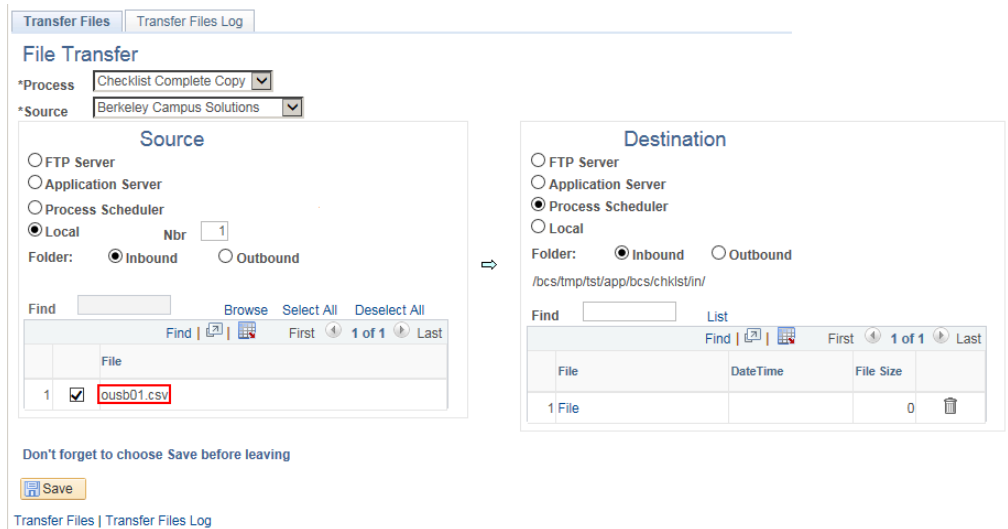 Transfer Files Transfer Files Log
File Transfer
*Process Checklist Complete Copy
*Source Berkeley Campus Solutions
Source
FTP Server
Application Server
Process Scheduler
Local Nbr 1
Folder: Inbound Outbound
Find Browse Select All Deselect All
Find | | First 1 of 1 Last
File
1 ousb01.csv
Destination
FTP Server
Application Server
Process Scheduler
Local
Folder: Inbound Outbound
/bcs/tmp/tst/app/bcs/chklst/in/
Find List
Find | | First 1 of 1 Last
File DateTime File Size
1 File 0
Don't forget to choose Save before leaving
Save
Transfer Files | Transfer Files Log